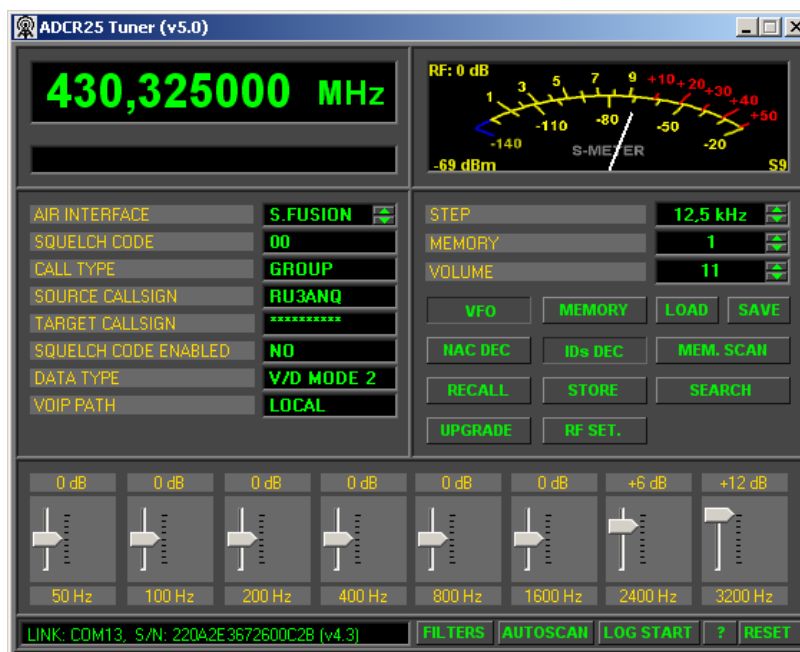 ADCR25 Tuner (v5.0)
430,325000 MHz
RF: 0 dB
1 3 5 7 9 +10 +20 +30 +40 +50
-140 -110 -80 -50 -20
S-METER
-69 dBm S9
AIR INTERFACE S.FUSION
SQUELCH CODE 00
CALL TYPE GROUP
SOURCE CALLSIGN RU3ANQ
TARGET CALLSIGN **********
SQUELCH CODE ENABLED NO
DATA TYPE V/D MODE 2
VOIP PATH LOCAL
STEP 12,5 kHz
MEMORY 1
VOLUME 11
VFO MEMORY LOAD SAVE
NAC DEC IDs DEC MEM. SCAN
RECALL STORE SEARCH
UPGRADE RF SET.
0 dB 0 dB 0 dB 0 dB 0 dB 0 dB +6 dB +12 dB
50 Hz 100 Hz 200 Hz 400 Hz 800 Hz 1600 Hz 2400 Hz 3200 Hz
LINK: COM13, S/N: 220A2E3672600C2B (v4.3) FILTERS AUTOSCAN LOG START ? RESET